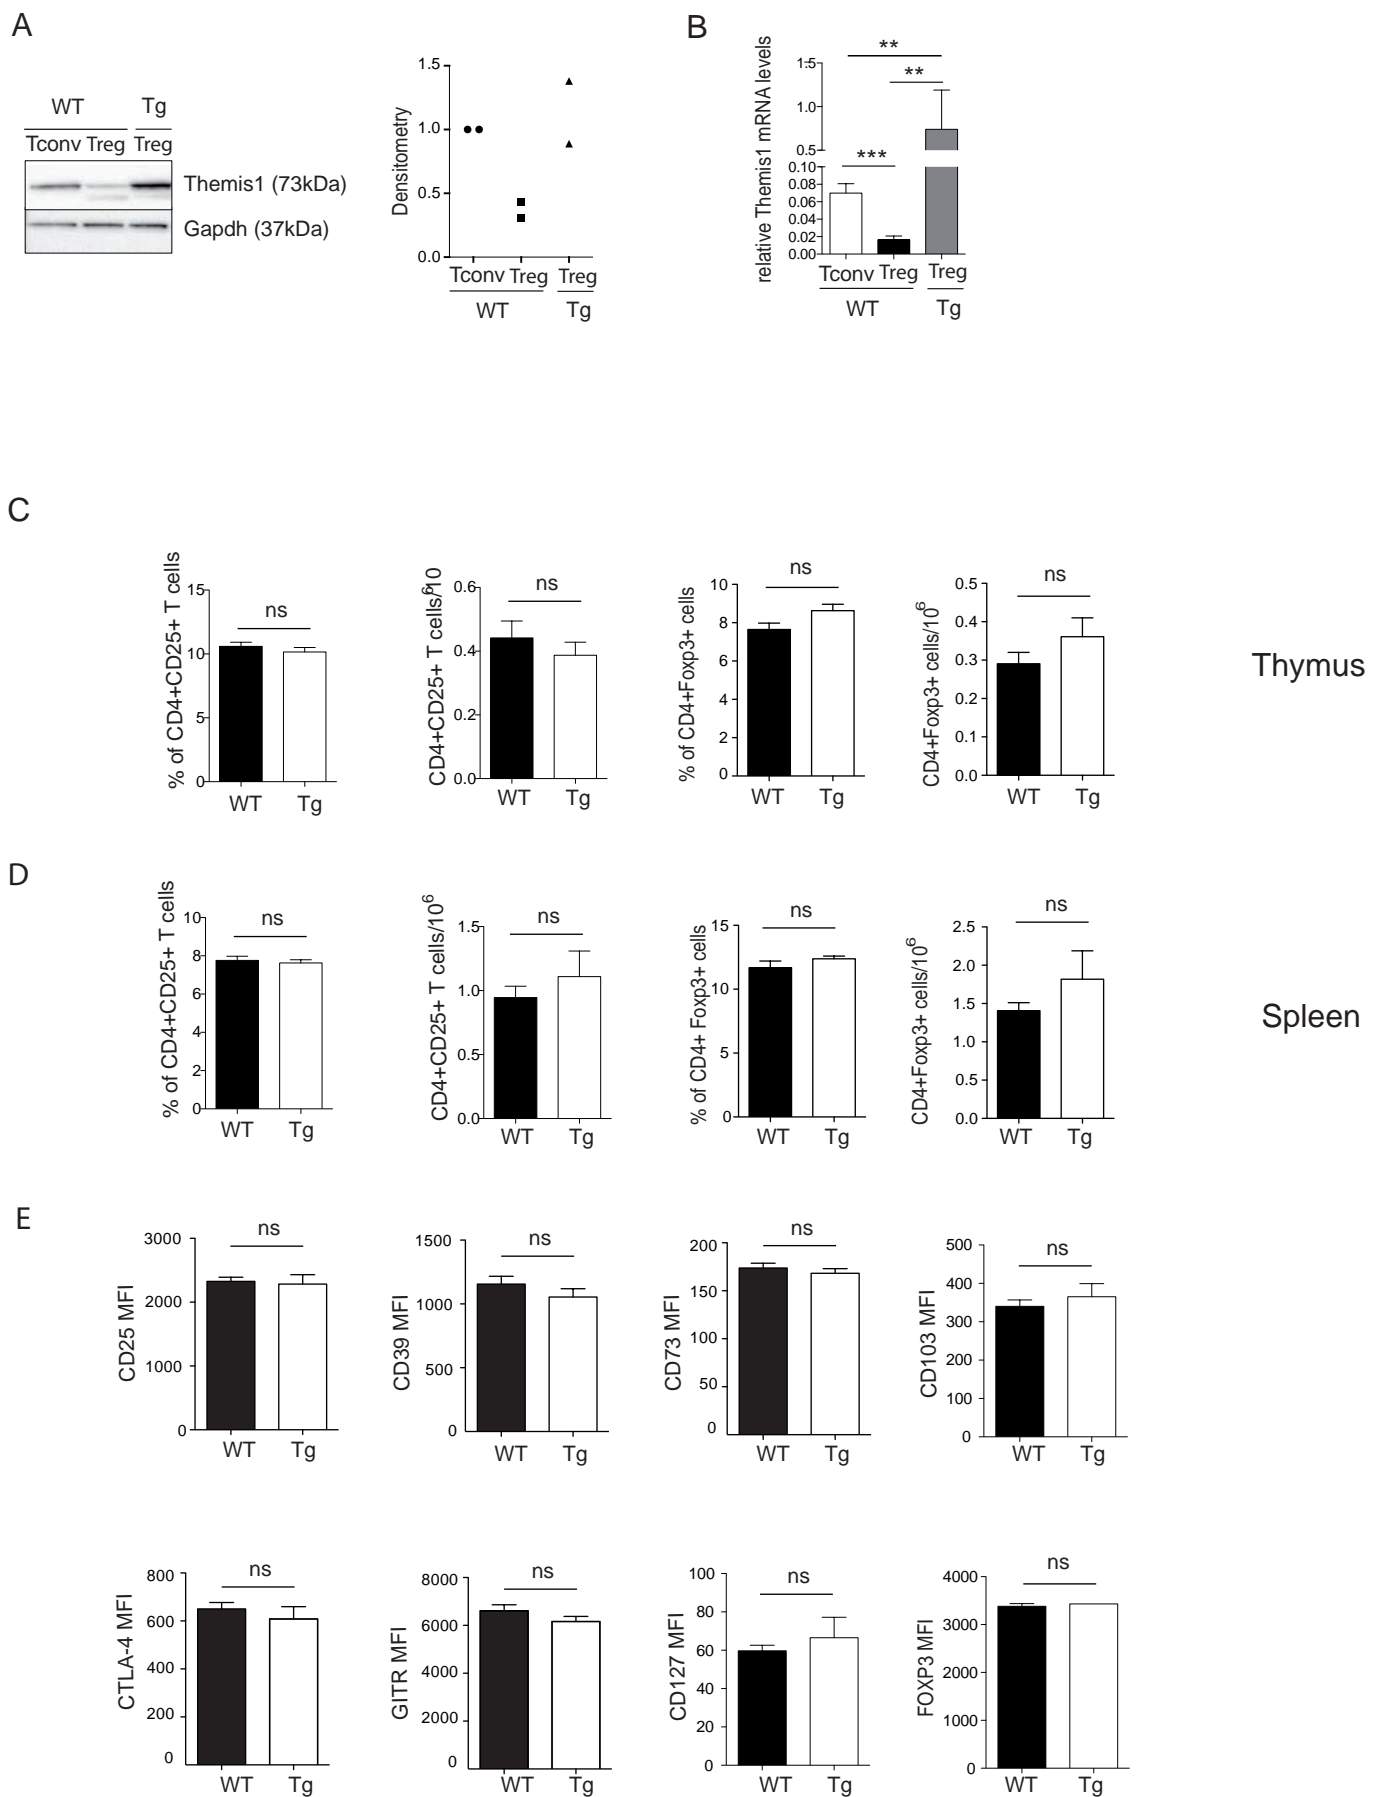 A
WT Tg
Tconv Treg Treg
Themis1 (73kDa)
Gapdh (37kDa)
Densitometry
1.5
1.0
0.5
0.0
Tconv Treg Treg
WT Tg
B
relative Themis1 mRNA levels
**
**
***
1.5
1.0
0.5
0.10
0.08
0.06
0.04
0.02
0.00
Tconv Treg Treg
WT Tg
C
% of CD4+CD25+ T cells
15
10
5
0
ns
WT Tg
CD4+CD25+ T cells/10 6
0.6
0.4
0.2
0.0
ns
WT Tg
% of CD4+Foxp3+ cells
10
8
6
4
2
0
ns
WT Tg
CD4+Foxp3+ cells/10 6
0.5
0.4
0.3
0.2
0.1
0.0
ns
WT Tg
Thymus
D
% of CD4+CD25+ T cells
10
8
6
4
2
0
ns
WT Tg
CD4+CD25+ T cells/10 6
1.5
1.0
0.5
0.0
ns
WT Tg
% of CD4+ Foxp3+ cells
15
10
5
0
ns
WT Tg
CD4+Foxp3+ cells/10 6
2.5
2.0
1.5
1.0
0.5
0.0
ns
WT Tg
Spleen
E
CD25 MFI
3000
2000
1000
0
ns
WT Tg
CD39 MFI
1500
1000
500
0
ns
WT Tg
CD73 MFI
200
150
100
50
0
ns
WT Tg
CD103 MFI
500
400
300
200
100
0
ns
WT Tg
CTLA-4 MFI
800
600
400
200
0
ns
WT Tg
GITR MFI
8000
6000
4000
2000
0
ns
WT Tg
CD127 MFI
100
80
60
40
20
0
ns
WT Tg
FOXP3 MFI
4000
3000
2000
1000
0
ns
WT Tg